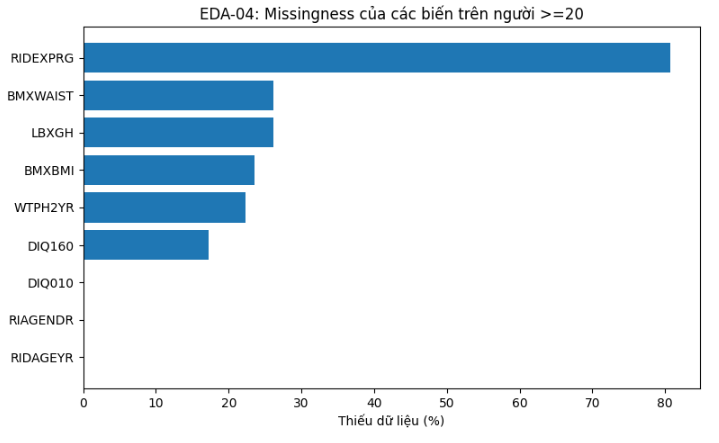 EDA-04: Missingness của các biến trên người >=20
RIDEXPRG
BMXWAIST
LBXGH
BMXBMI
WTPH2YR
DIQ160
DIQ010
RIAGENDR
RIDAGEYR
0 10 20 30 40 50 60 70 80
Thiếu dữ liệu (%)